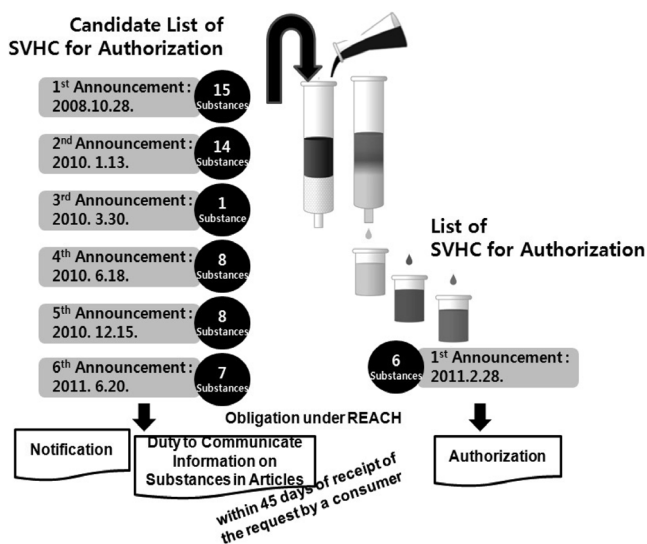 Candidate List of
SVHC for Authorization
1st Announcement :
2008.10.28.
15
Substances
2nd Announcement :
2010. 1.13.
14
Substances
3rd Announcement :
2010. 3.30.
1
Substance
4th Announcement :
2010. 6.18.
8
Substances
5th Announcement :
2010. 12.15.
8
Substances
6th Announcement :
2011. 6.20.
7
Substances
List of
SVHC for Authorization
6
Substances
1st Announcement :
2011.2.28.
Obligation under REACH
Notification
Duty to Communicate
Information on
Substances in Articles
within 45 days of receipt of
the request by a consumer
Authorization